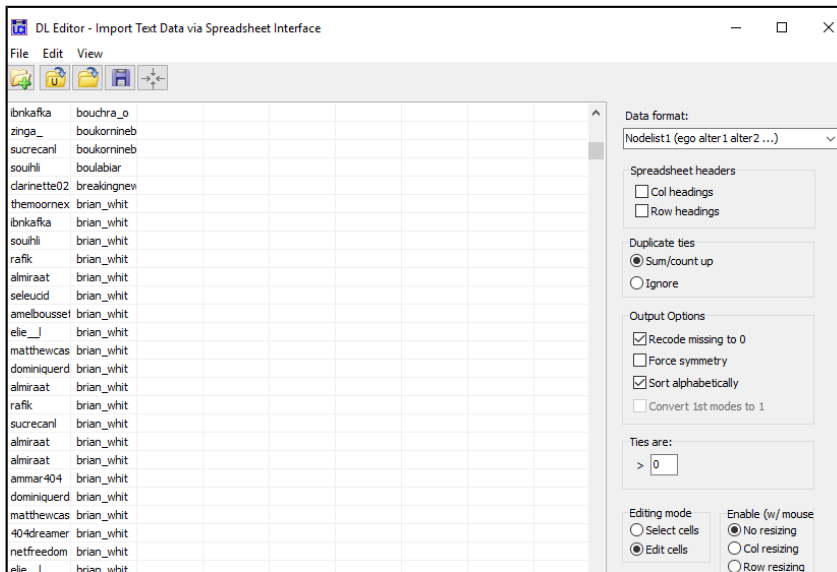 UCI DL Editor - Import Text Data via Spreadsheet Interface
File Edit View
U
ibnkafka bouchra_o
zinga_ boukornineb
sucrecanl boukornineb
souihli boulabiar
clarinette02 breakingnew
themoornex brian_whit
ibnkafka brian_whit
souihli brian_whit
rafik brian_whit
almiraat brian_whit
seleucid brian_whit
amelbousset brian_whit
elie__l brian_whit
matthewcas brian_whit
dominiquerd brian_whit
almiraat brian_whit
rafik brian_whit
sucrecanl brian_whit
almiraat brian_whit
almiraat brian_whit
ammar404 brian_whit
dominiquerd brian_whit
matthewcas brian_whit
404dreamer brian_whit
netfreedom brian_whit
elie__l brian_whit
Data format:
Nodelist1 (ego alter1 alter2 ...)
Spreadsheet headers
Col headings
Row headings
Duplicate ties
Sum/count up
Ignore
Output Options
Recode missing to 0
Force symmetry
Sort alphabetically
Convert 1st modes to 1
Ties are:
> 0
Editing mode
Select cells
Edit cells
Enable (w/ mouse
No resizing
Col resizing
Row resizing